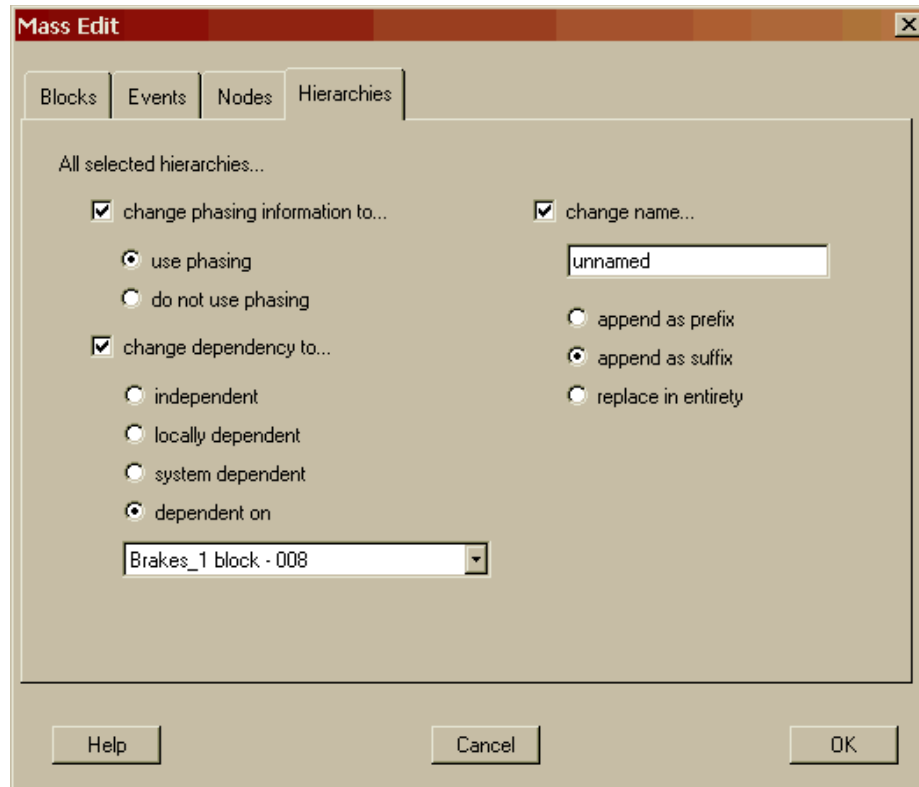 Mass Edit
Blocks Events Nodes Hierarchies
All selected hierarchies...
change phasing information to...
use phasing
do not use phasing
change dependency to...
independent
locally dependent
system dependent
dependent on
Brakes_1 block - 008
change name...
unnamed
append as prefix
append as suffix
replace in entirety
Help Cancel OK